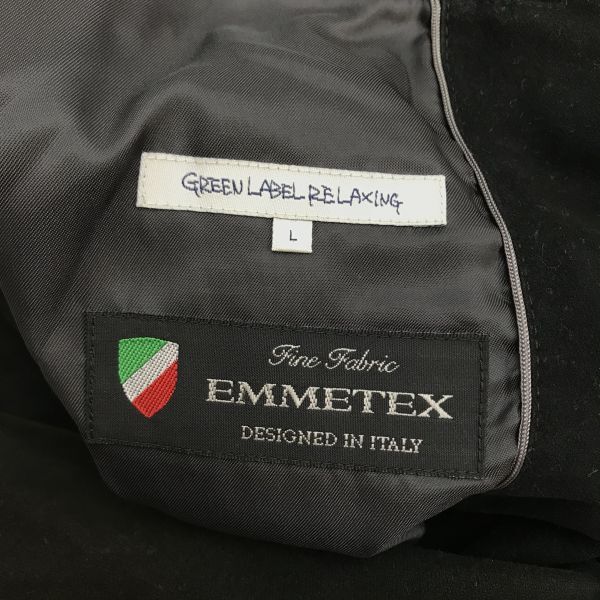 GREEN LABEL RELAXING
L
Fine Fabric
EMMETEX
DESIGNED IN ITALY